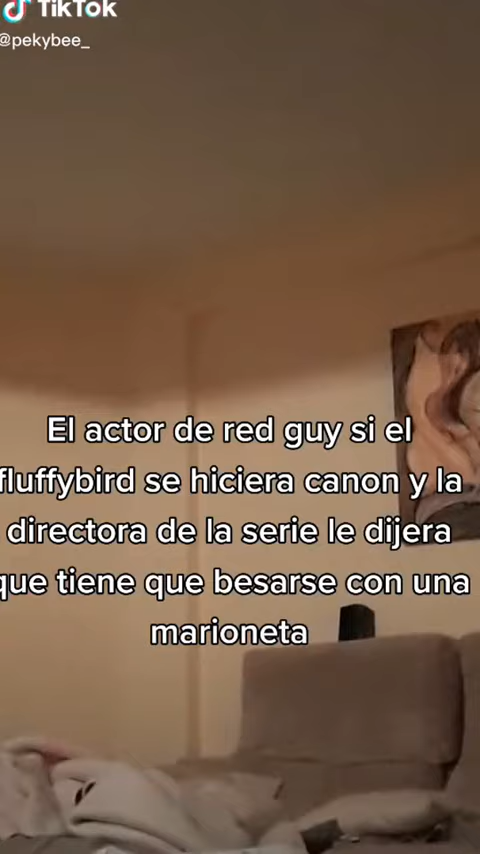 TikTok
@pekybee_
El actor de red guy si el
fluffybird se hiciera canon y la
directora de la serie le dijera
que tiene que besarse con una
marioneta